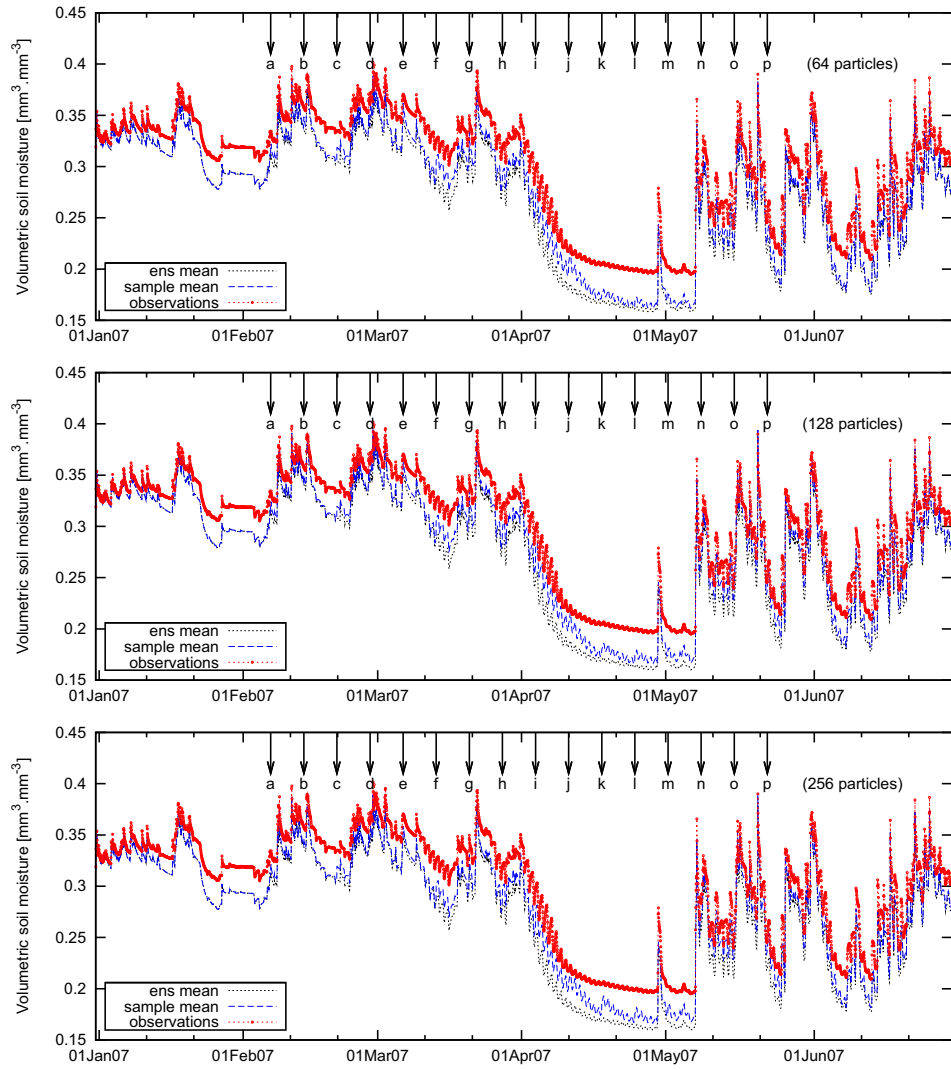 0.45
a b c d e f g h i j k l m n o p (64 particles)
0.4
0.35
0.3
0.25
0.2
0.15
Volumetric soil moisture [mm³.mm⁻³]
ens mean
sample mean
observations
01Jan07 01Feb07 01Mar07 01Apr07 01May07 01Jun07
0.45
a b c d e f g h i j k l m n o p (128 particles)
0.4
0.35
0.3
0.25
0.2
0.15
Volumetric soil moisture [mm³.mm⁻³]
ens mean
sample mean
observations
01Jan07 01Feb07 01Mar07 01Apr07 01May07 01Jun07
0.45
a b c d e f g h i j k l m n o p (256 particles)
0.4
0.35
0.3
0.25
0.2
0.15
Volumetric soil moisture [mm³.mm⁻³]
ens mean
sample mean
observations
01Jan07 01Feb07 01Mar07 01Apr07 01May07 01Jun07